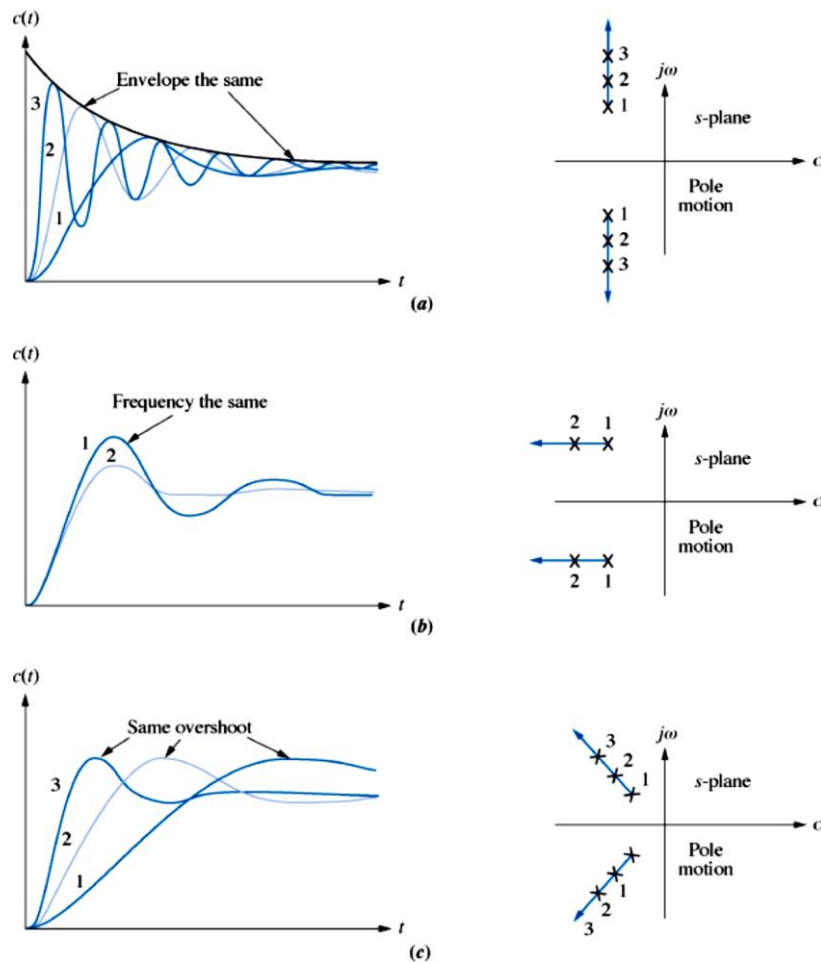 c(t)
Envelope the same
3
2
1
t
3
2
1
jω
s-plane
σ
Pole
motion
1
2
3
(a)
c(t)
Frequency the same
1
2
t
2 1
jω
s-plane
σ
Pole
motion
2 1
(b)
c(t)
Same overshoot
3
2
1
t
3
2
1
jω
s-plane
σ
Pole
motion
1
2
3
(c)